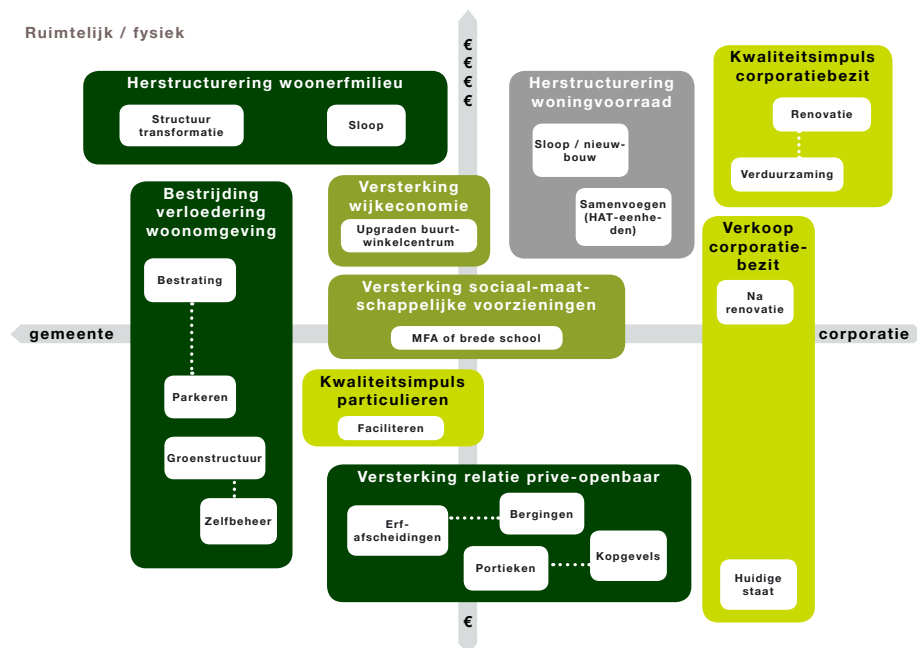 Ruimtelijk / fysiek
€
€
€
€
Herstructurering woonerfmilieu
Structuur
transformatie
Sloop
Herstructurering
woningvoorraad
Sloop / nieuw-
bouw
Samenvoegen
(HAT-eenhe-
den)
Kwaliteitsimpuls
corporatiebezit
Renovatie
Verduurzaming
Bestrijding
verloedering
woonomgeving
Bestrating
Parkeren
Groenstructuur
Zelfbeheer
Versterking
wijkeconomie
Upgraden buurt-
winkelcentrum
Versterking sociaal-maat-
schappelijke voorzieningen
MFA of brede school
Verkoop
corporatie-
bezit
Na
renovatie
Huidige
staat
gemeente
corporatie
Kwaliteitsimpuls
particulieren
Faciliteren
Versterking relatie prive-openbaar
Erf-
afscheidingen
Bergingen
Portieken
Kopgevels
€